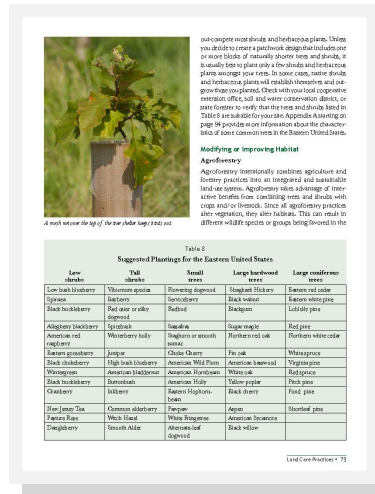 out-compete most shrubs and herbaceous plants. Unless
you decide to create a patchwork design that includes one
or more blocks of naturally shorter trees and shrubs, it
is usually best to plant only a few shrubs and herbaceous
plants amongst your trees. In some cases, native shrubs
and herbaceous plants will establish themselves and out-
grow those you planted. Check with your local cooperative
extension office, soil and water conservation district, or
state forester to verify that the trees and shrubs listed in
Table 8 are suitable for your site. Appendix A starting on
page 94 provides more information about the character-
istics of some common trees in the Eastern United States.
Modifying or Improving Habitat
Agroforestry
Agroforestry intentionally combines agriculture and
forestry practices into an integrated and sustainable
land-use system. Agroforestry takes advantage of inter-
active benefits from combining trees and shrubs with
crops and/or livestock. Since all agroforestry practices
alter vegetation, they alter habitats. This can result in
different wildlife species or groups being favored in the
A mesh net over the top of the tree shelter keeps birds out.
Table 8
Suggested Plantings for the Eastern United States
Low shrubs Tall shrubs Small trees Large hardwood trees Large coniferous trees
Low bush blueberry Viburnum species Flowering dogwood Shagbark Hickory Eastern red cedar
Spiraea Bayberry Serviceberry Black walnut Eastern white pine
Black huckleberry Red osier or silky dogwood Redbud Blackgum Loblolly pine
Allegheny blackberry Spicebush Sassafras Sugar maple Red pine
American red raspberry Winterberry holly Staghorn or smooth sumac Northern red oak Northern white cedar
Eastern gooseberry Juniper Choke Cherry Pin oak White spruce
Black chokeberry High bush blueberry American Wild Plum American basswood Virginia pine
Wintergreen American bladdernut American Hornbeam White oak Red spruce
Black huckleberry Buttonbush American Holly Yellow poplar Pitch pine
Cranberry Inkberry Eastern Hophorn-beam Black cherry Pond pine
New Jersey Tea Common alderberry Pawpaw Aspen Shortleaf pine
Pasture Rose Witch Hazel White Fringetree American Sycamore
Dangleberry Smooth Alder Alternate-leaf dogwood Black willow
Land Care Practices • 73